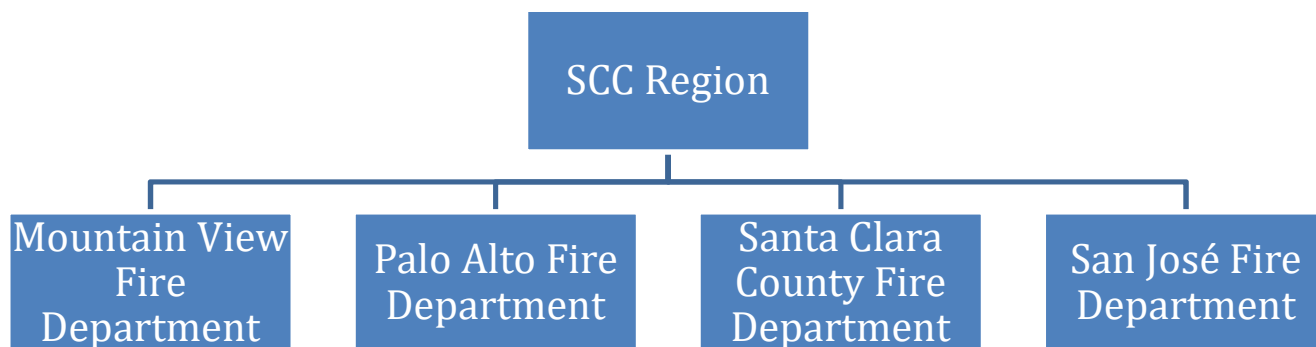 SCC Region
Mountain View
Fire
Department
Palo Alto Fire
Department
Santa Clara
County Fire
Department
San José Fire
Department